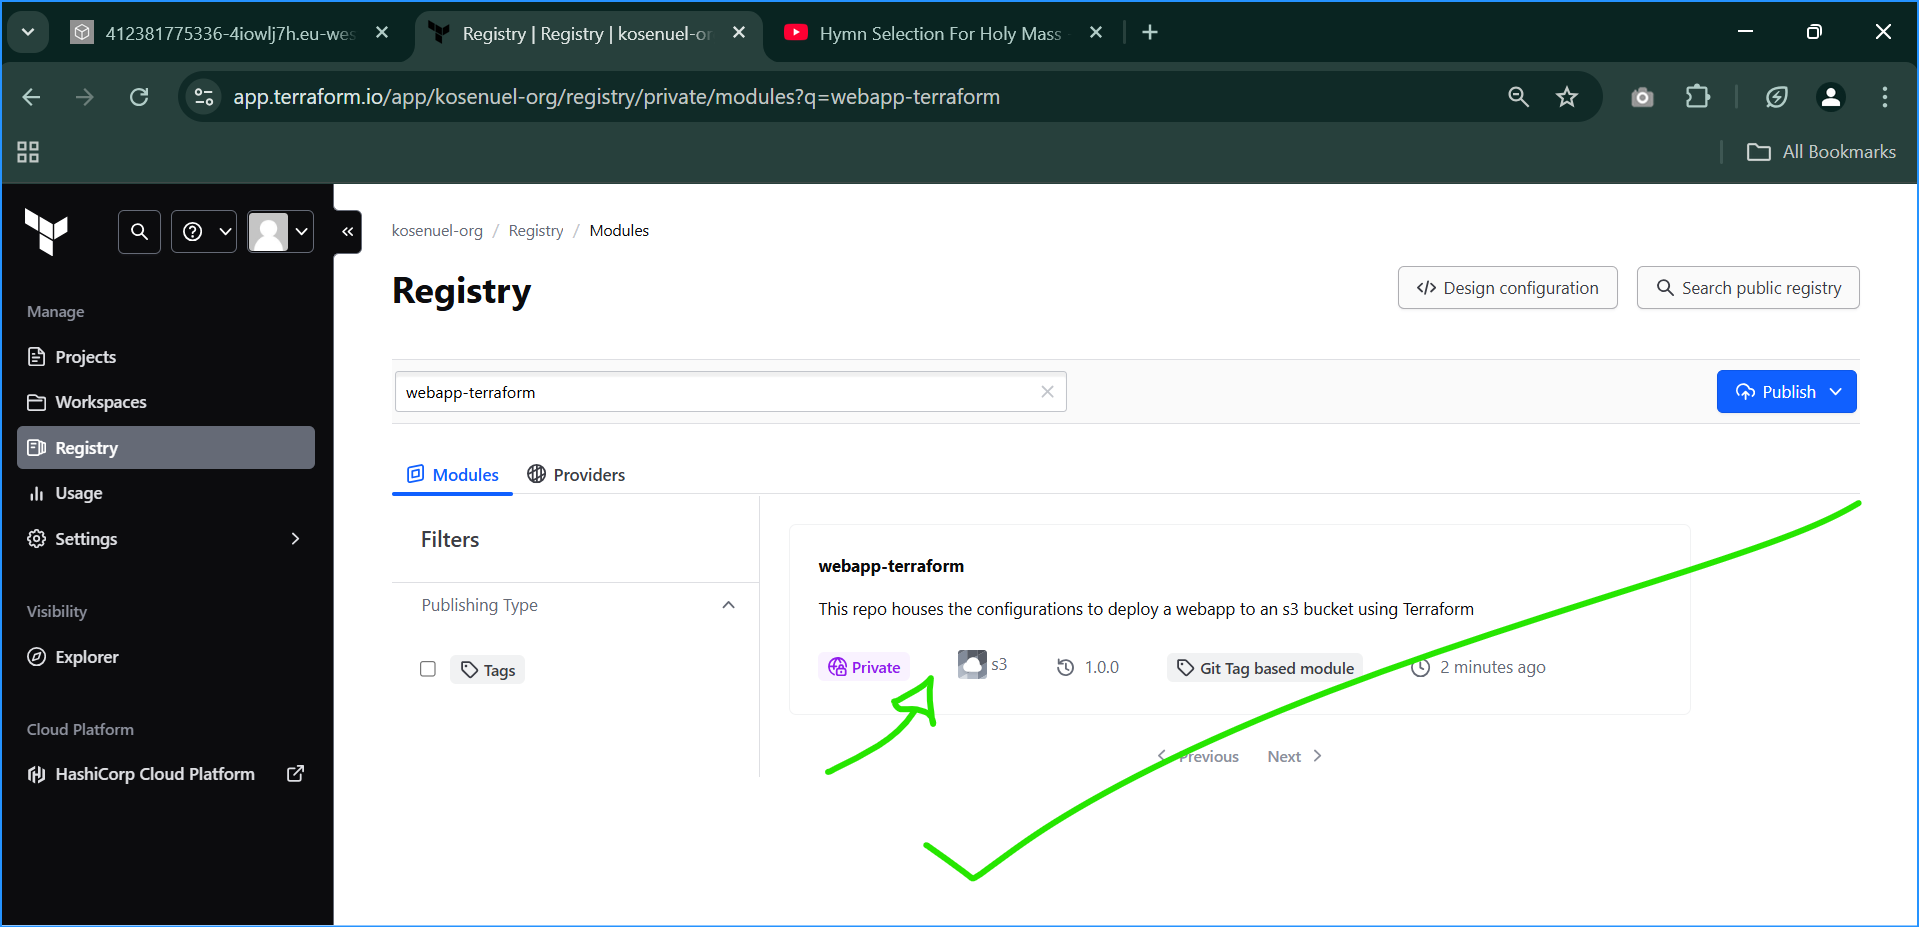 412381775336-4iowlj7h.eu-wes
Registry | Registry | kosenuel-or
Hymn Selection For Holy Mass
app.terraform.io/app/kosenuel-org/registry/private/modules?q=webapp-terraform
All Bookmarks
Manage
Projects
Workspaces
Registry
Usage
Settings
Visibility
Explorer
Cloud Platform
HashiCorp Cloud Platform
kosenuel-org / Registry / Modules
Registry
</> Design configuration
Search public registry
webapp-terraform
Publish
Modules
Providers
Filters
Publishing Type
Tags
webapp-terraform
This repo houses the configurations to deploy a webapp to an s3 bucket using Terraform
Private
s3
1.0.0
Git Tag based module
2 minutes ago
Previous
Next